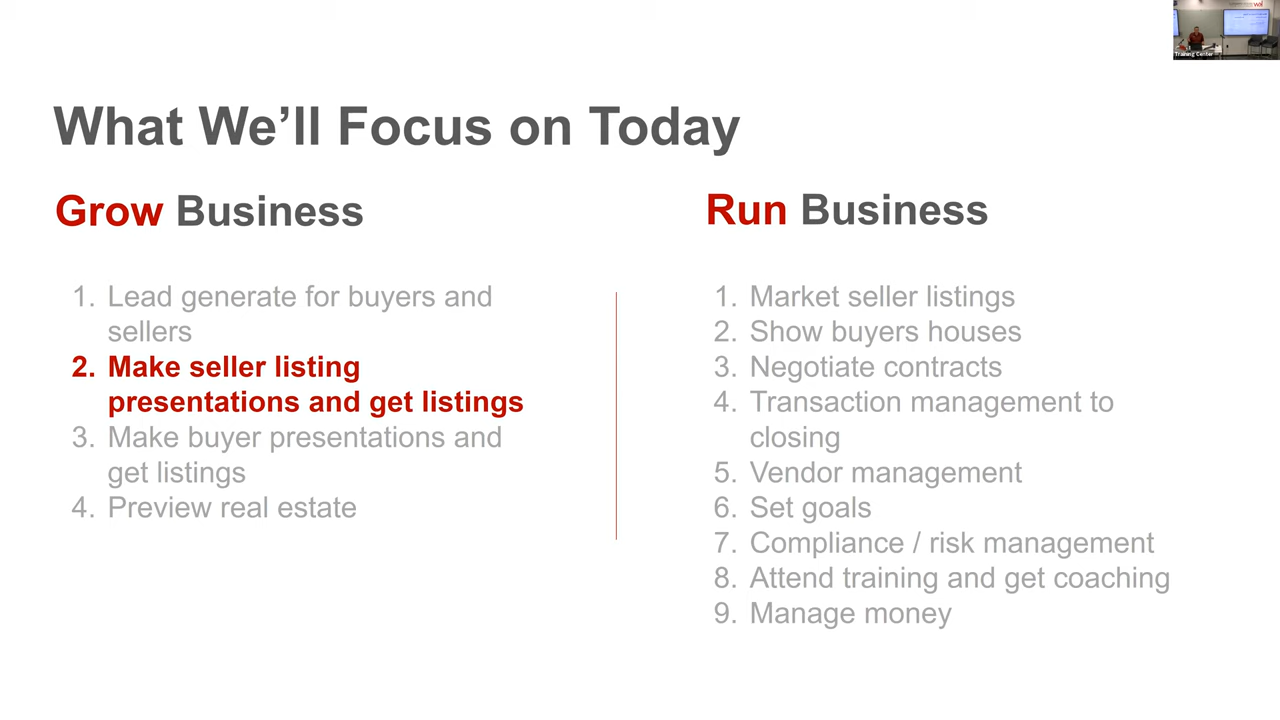 What We’ll Focus on Today
Grow Business
1. Lead generate for buyers and
sellers
2. Make seller listing
presentations and get listings
3. Make buyer presentations and
get listings
4. Preview real estate
Run Business
1. Market seller listings
2. Show buyers houses
3. Negotiate contracts
4. Transaction management to
closing
5. Vendor management
6. Set goals
7. Compliance / risk management
8. Attend training and get coaching
9. Manage money
Training Center